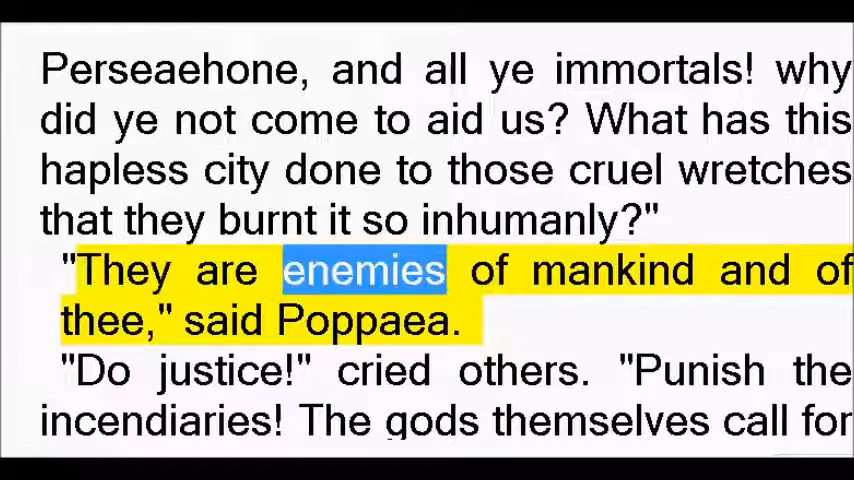 Perseaehone, and all ye immortals! why
did ye not come to aid us? What has this
hapless city done to those cruel wretches
that they burnt it so inhumanly?"
"They are enemies of mankind and of
thee," said Poppaea.
"Do justice!" cried others. "Punish the
incendiaries! The gods themselves call for